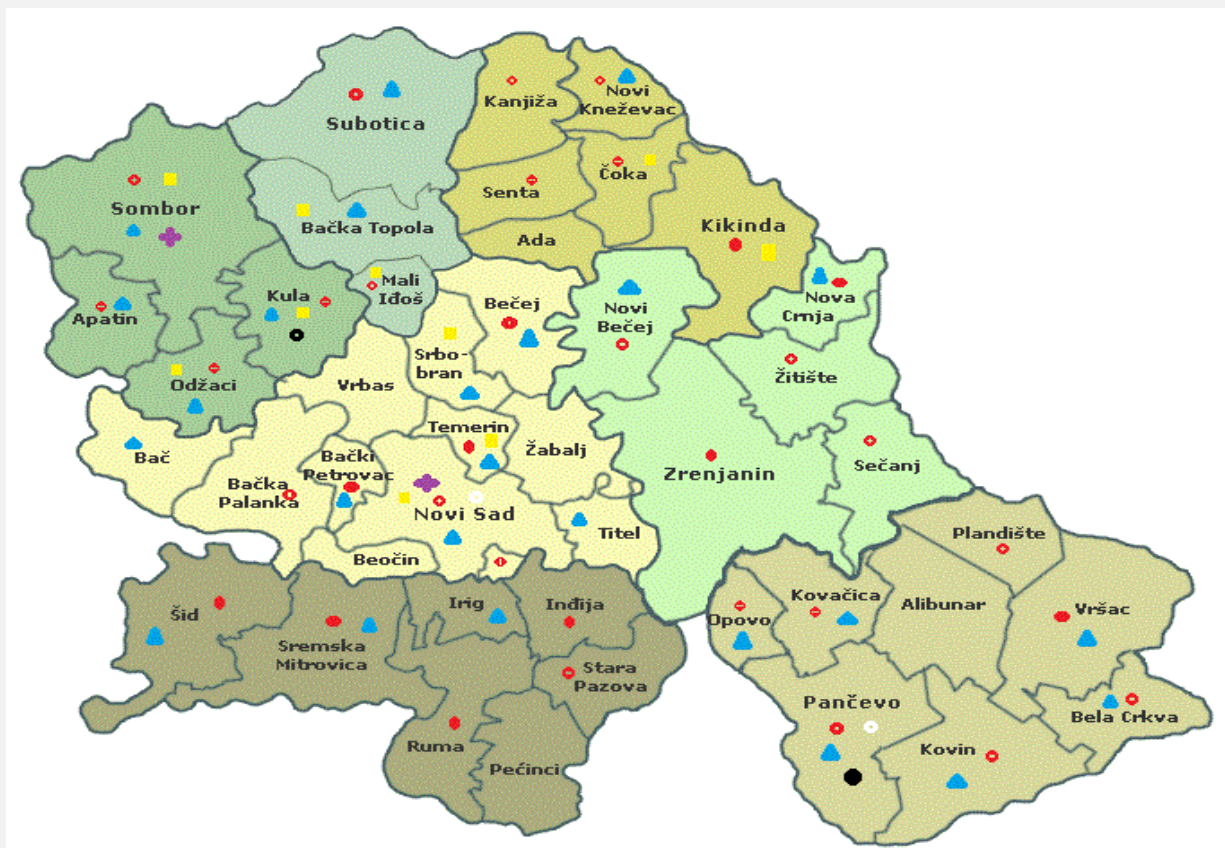 Subotica
Kanjiža
Novi
Kneževac
Sombor
Senta
Čoka
Bačka Topola
Ada
Kikinda
Mali
Iđoš
Kula
Apatin
Bečej
Novi
Bečej
Nova
Crnja
Srbo-
bran
Odžaci
Vrbas
Žitište
Temerin
Bač
Bački
Petrovac
Žabalj
Zrenjanin
Sečanj
Bačka
Palanka
Novi Sad
Titel
Beočin
Plandište
Šid
Irig
Inđija
Opovo
Kovačica
Alibunar
Vršac
Sremska
Mitrovica
Stara
Pazova
Pančevo
Bela Crkva
Ruma
Pećinci
Kovin